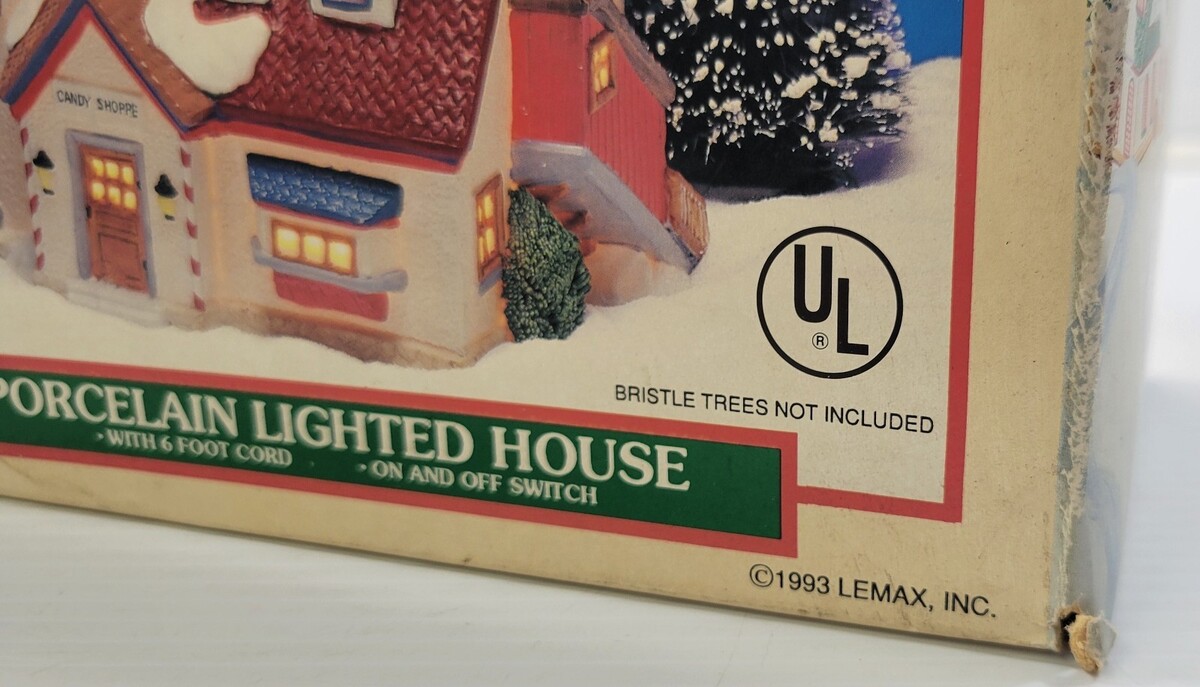 CANDY SHOPPE
UL
®
BRISTLE TREES NOT INCLUDED
PORCELAIN LIGHTED HOUSE
•WITH 6 FOOT CORD •ON AND OFF SWITCH
©1993 LEMAX, INC.